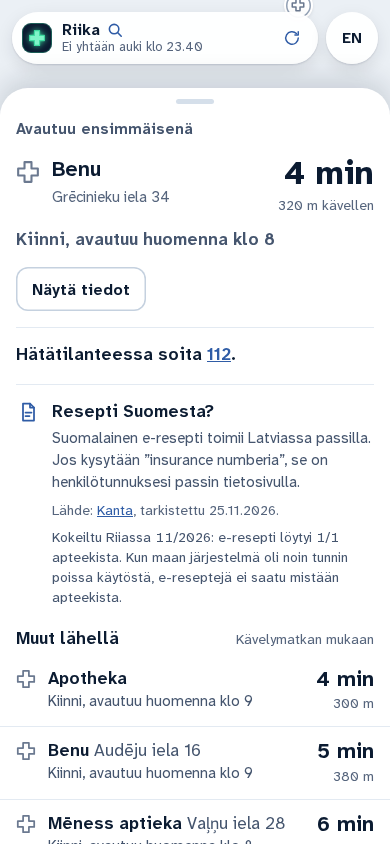 Riika
Ei yhtään auki klo 23.40
EN
Avautuu ensimmäisenä
Benu
4 min
Grēcinieku iela 34
320 m kävellen
Kiinni, avautuu huomenna klo 8
Näytä tiedot
Hätätilanteessa soita 112.
Resepti Suomesta?
Suomalainen e-resepti toimii Latviassa passilla.
Jos kysytään ”insurance numberia”, se on
henkilötunnuksesi passin tietosivulla.
Lähde: Kanta, tarkistettu 25.11.2026.
Kokeiltu Riiassa 11/2026: e-resepti löytyi 1/1
apteekista. Kun maan järjestelmä oli noin tunnin
poissa käytöstä, e-reseptejä ei saatu mistään
apteekista.
Muut lähellä
Kävelymatkan mukaan
Apotheka
4 min
Kiinni, avautuu huomenna klo 9
300 m
Benu Audēju iela 16
5 min
Kiinni, avautuu huomenna klo 9
380 m
Mēness aptieka Vaļņu iela 28
6 min